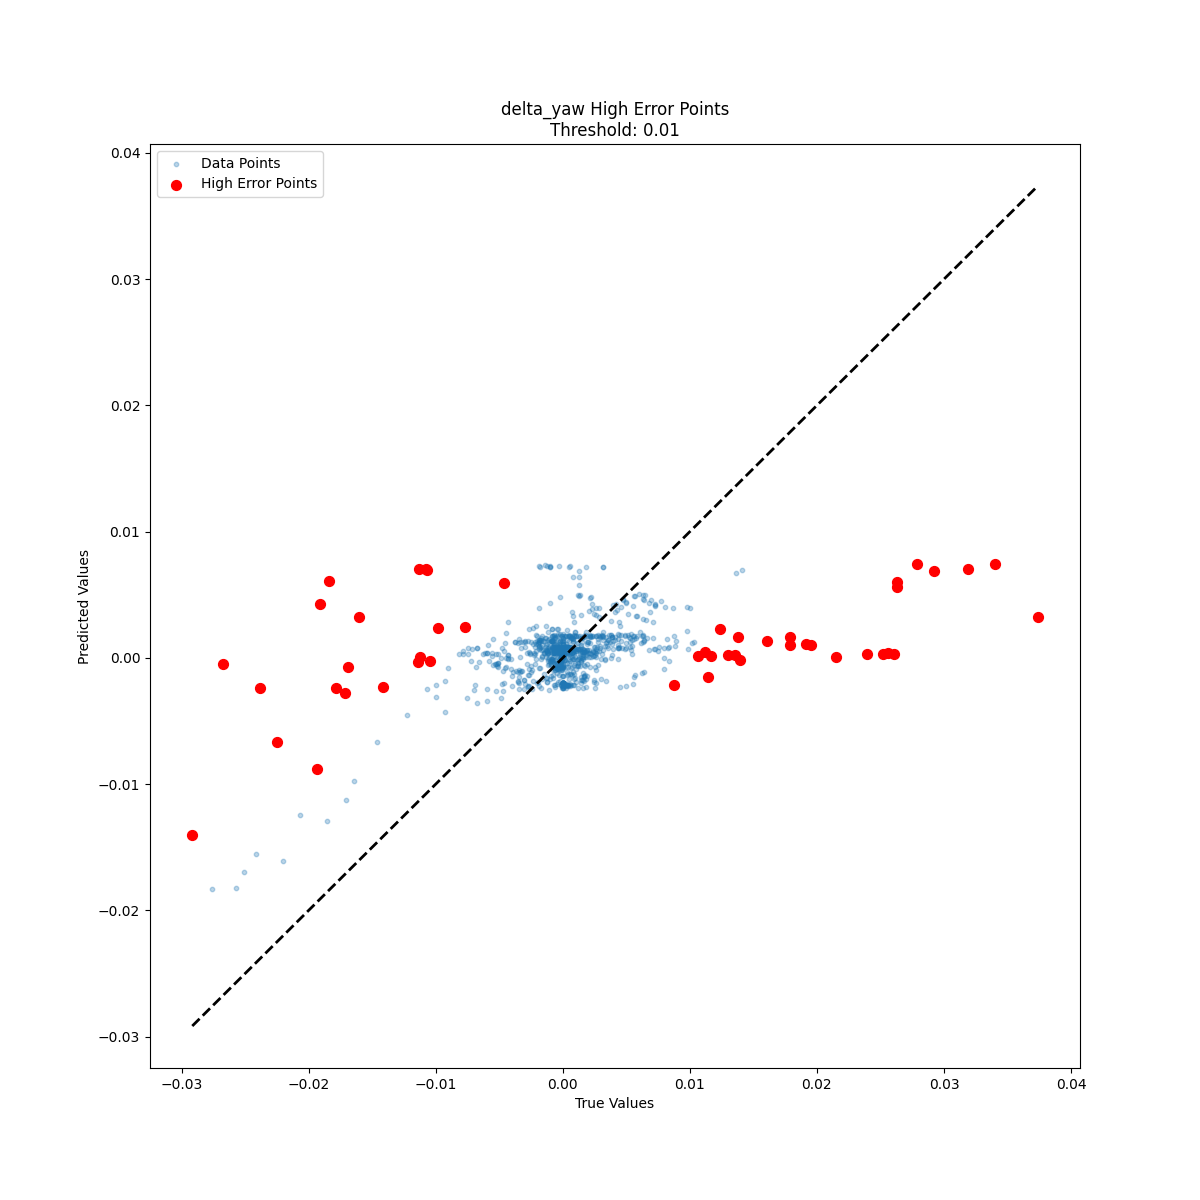 delta_yaw High Error Points
Threshold: 0.01
Data Points
High Error Points
0.04
0.03
0.02
0.01
0.00
−0.01
−0.02
−0.03
Predicted Values
−0.03
−0.02
−0.01
0.00
0.01
0.02
0.03
0.04
True Values